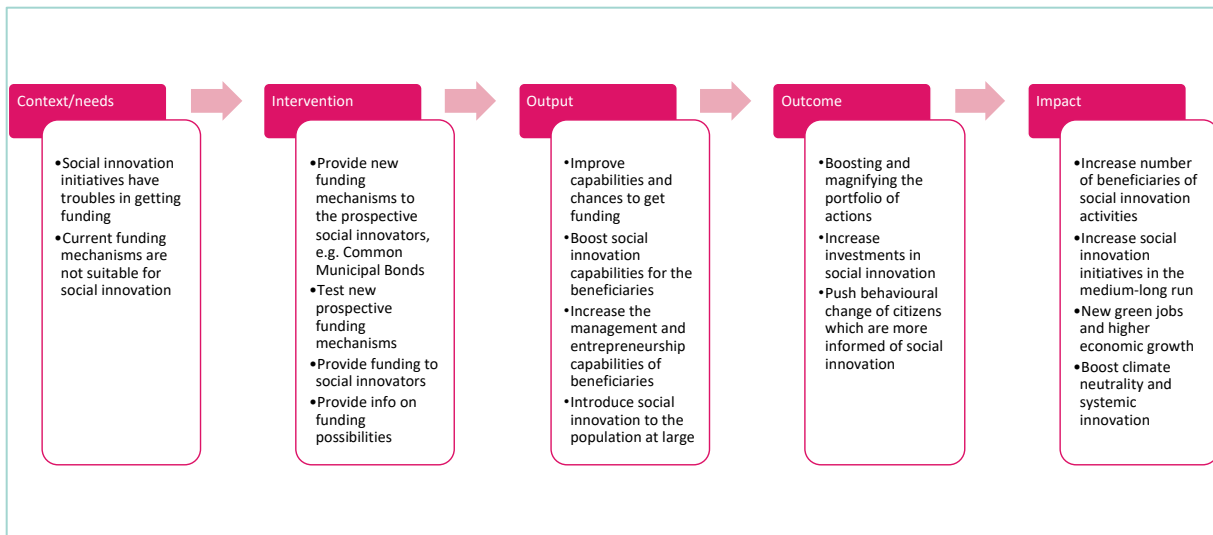 Context/needs
•Social innovation
initiatives have
troubles in getting
funding
•Current funding
mechanisms are
not suitable for
social innovation
Intervention
•Provide new
funding
mechanisms to
the prospective
social innovators,
e.g. Common
Municipal Bonds
•Test new
prospective
funding
mechanisms
•Provide funding to
social innovators
•Provide info on
funding
possibilities
Output
•Improve
capabilities and
chances to get
funding
•Boost social
innovation
capabilities for the
beneficiaries
•Increase the
management and
entrepreneurship
capabilities of
beneficiaries
•Introduce social
innovation to the
population at large
Outcome
•Boosting and
magnifying the
portfolio of
actions
•Increase
investments in
social innovation
•Push behavioural
change of citizens
which are more
informed of social
innovation
Impact
•Increase number
of beneficiaries of
social innovation
activities
•Increase social
innovation
initiatives in the
medium-long run
•New green jobs
and higher
economic growth
•Boost climate
neutrality and
systemic
innovation